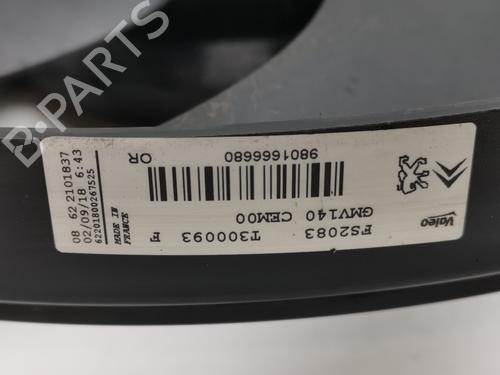 B-PARTS
Valeo
FS2083 T300093 E
GMV140 CEM00
9801666680 OR
MADE IN
FRANCE
08 62 2101837
02/09/18 6:43
62201800267525